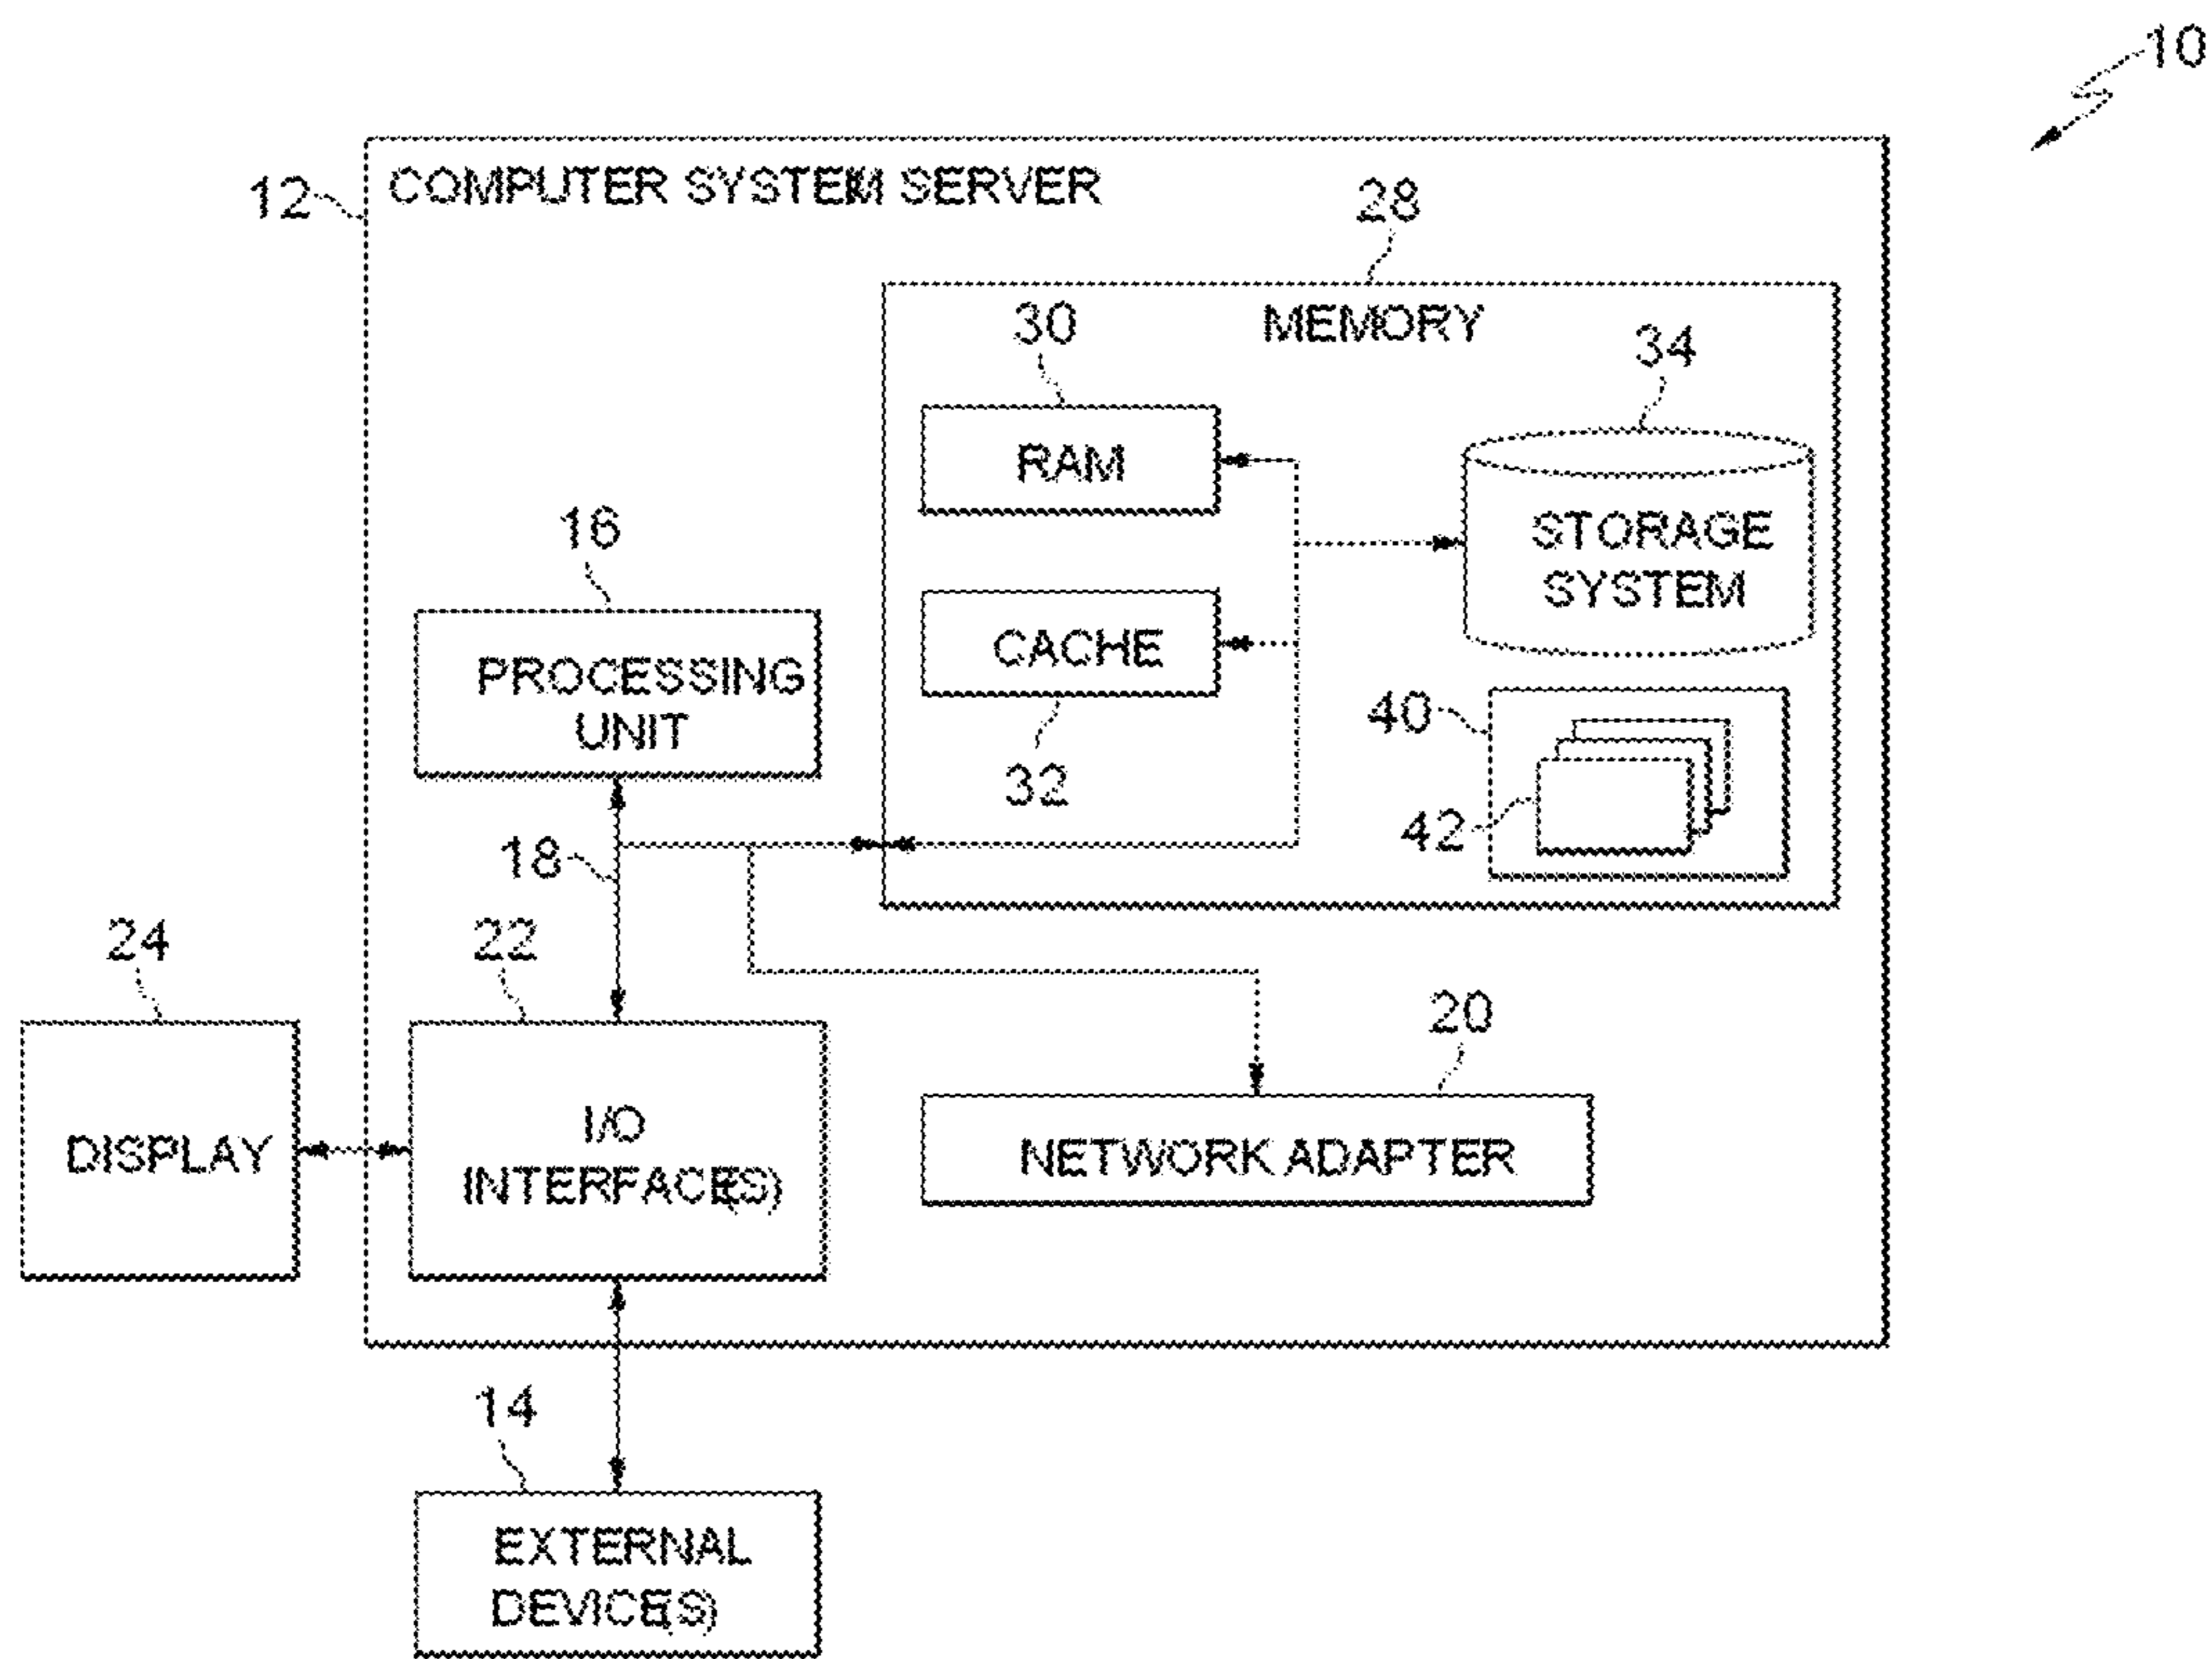 10
12
COMPUTER SYSTEM SERVER
28
MEMORY
30
34
RAM
STORAGE
SYSTEM
16
PROCESSING
UNIT
CACHE
32
40
42
18
24
22
20
DISPLAY
I/O
INTERFACE(S)
NETWORK ADAPTER
14
EXTERNAL
DEVICE(S)